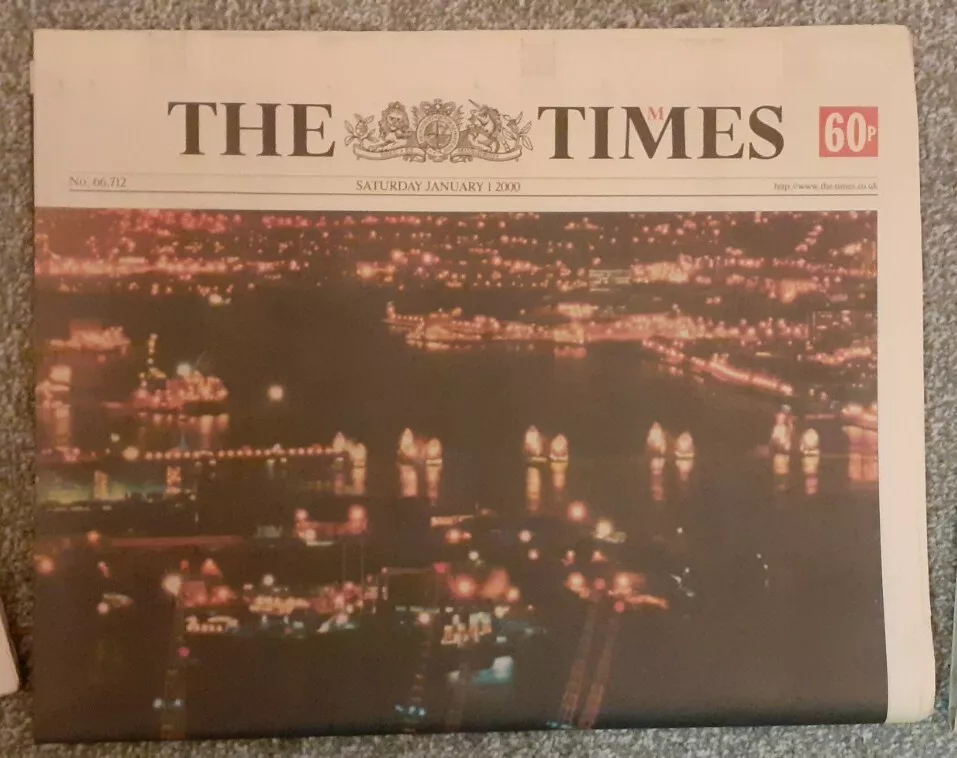 THE TIMES
M
60P
No. 66,712
SATURDAY JANUARY 1 2000
http://www.the-times.co.uk